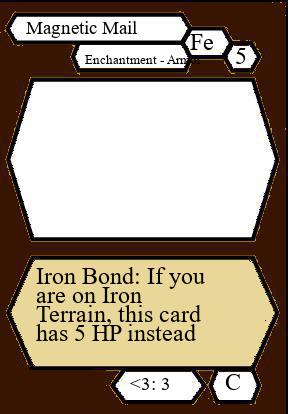 Magnetic Mail
Fe
Enchantment - Armor
5
Iron Bond: If you
are on Iron
Terrain, this card
has 5 HP instead
<3: 3
C